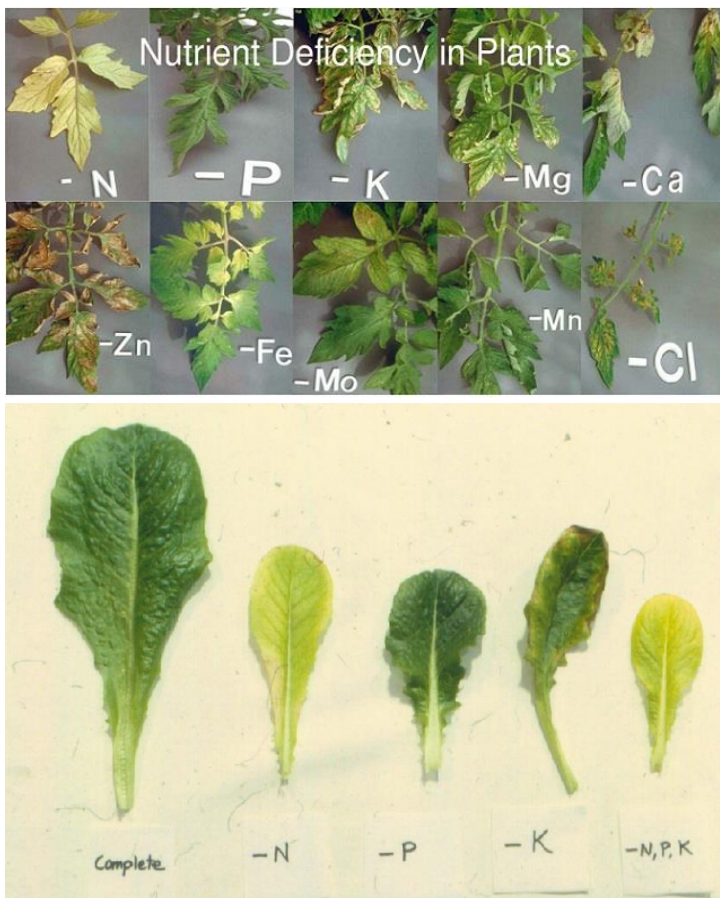 Nutrient Deficiency in Plants
- N
- P
- K
-Mg
-Ca
-Zn
-Fe
-Mo
-Mn
-Cl
Complete
-N
-P
-K
-N, P, K